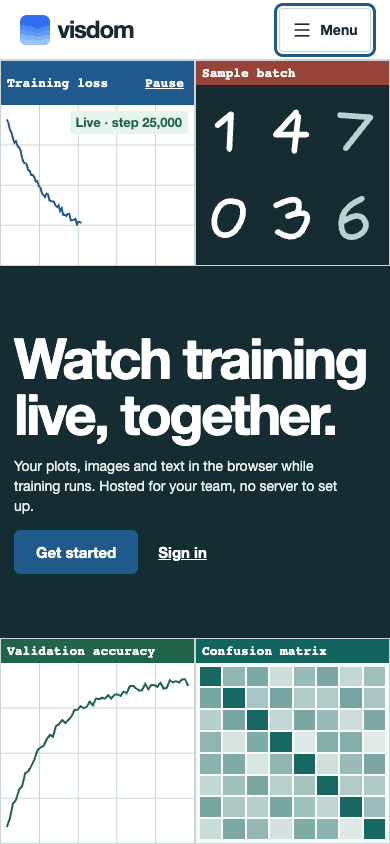 visdom
Menu
Training loss Pause
Live · step 25,000
Sample batch
1 4 7
0 3 6
Watch training
live, together.
Your plots, images and text in the browser while
training runs. Hosted for your team, no server to set
up.
Get started Sign in
Validation accuracy
Confusion matrix